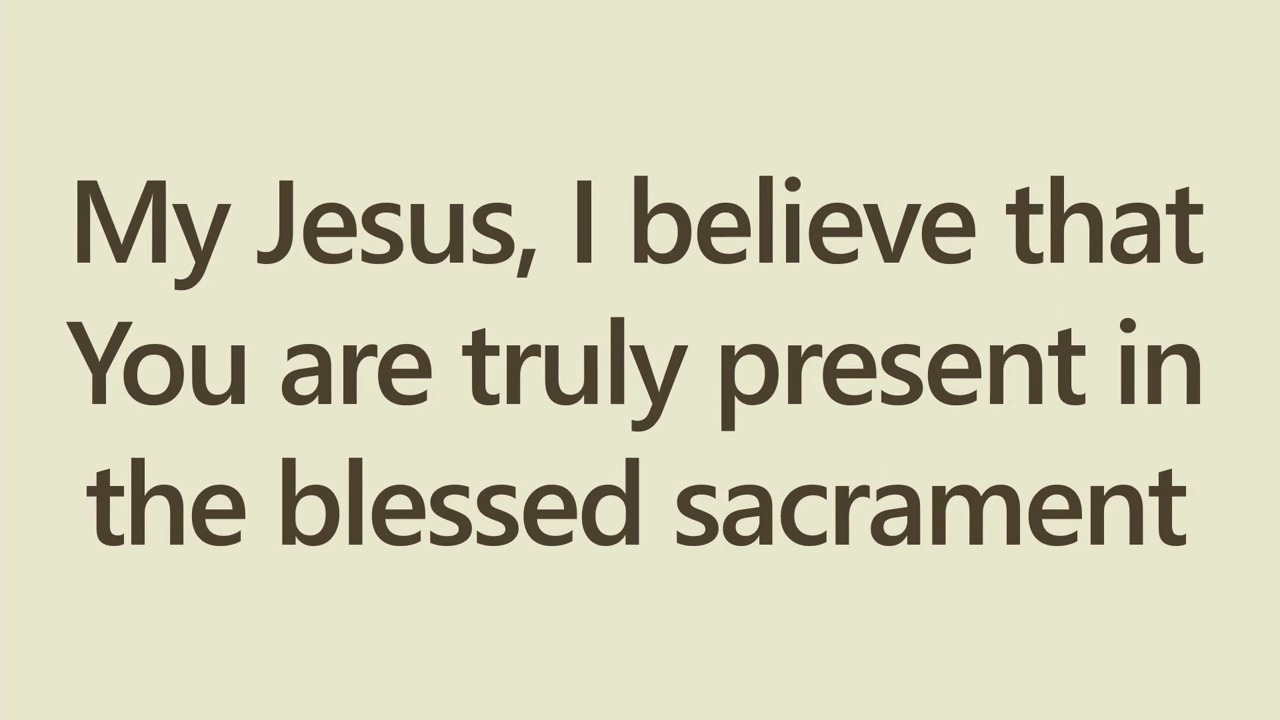 My Jesus, I believe that
You are truly present in
the blessed sacrament